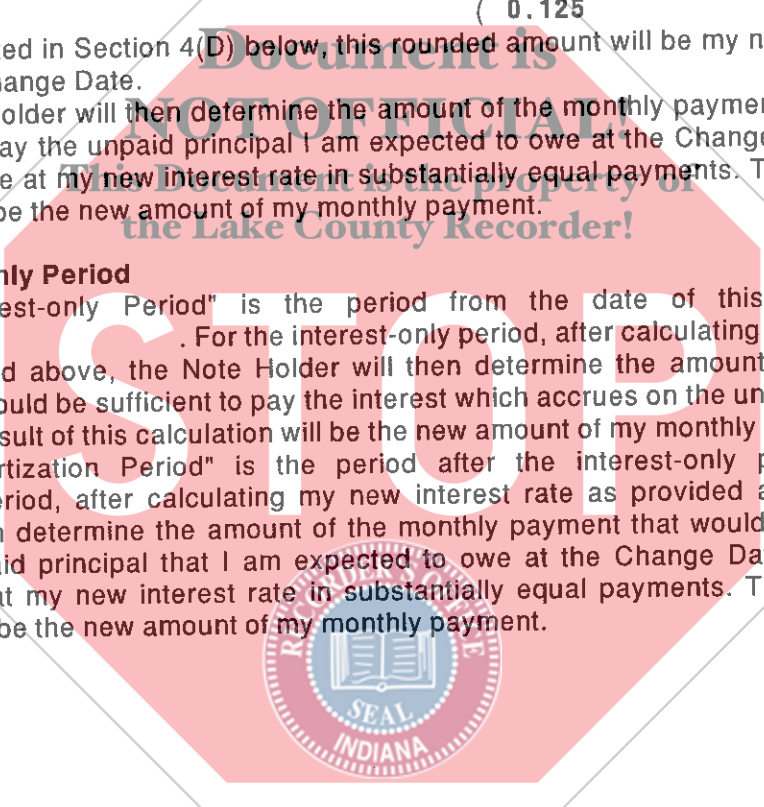 ( 0.125
ted in Section 4(D) below, this rounded amount will be my n
hange Date.
older will then determine the amount of the monthly paymen
ay the unpaid principal I am expected to owe at the Change
e at my new interest rate in substantially equal payments. T
be the new amount of my monthly payment.
nly Period
est-only Period" is the period from the date of this
. For the interest-only period, after calculating
d above, the Note Holder will then determine the amount
ould be sufficient to pay the interest which accrues on the un
sult of this calculation will be the new amount of my monthly
rtization Period" is the period after the interest-only p
eriod, after calculating my new interest rate as provided a
n determine the amount of the monthly payment that would
id principal that I am expected to owe at the Change Da
at my new interest rate in substantially equal payments. T
be the new amount of my monthly payment.
Document is
NOT OFFICIAL!
This Document is the property of
the Lake County Recorder!
STOP
RECORDER'S OFFICE
SEAL
INDIANA